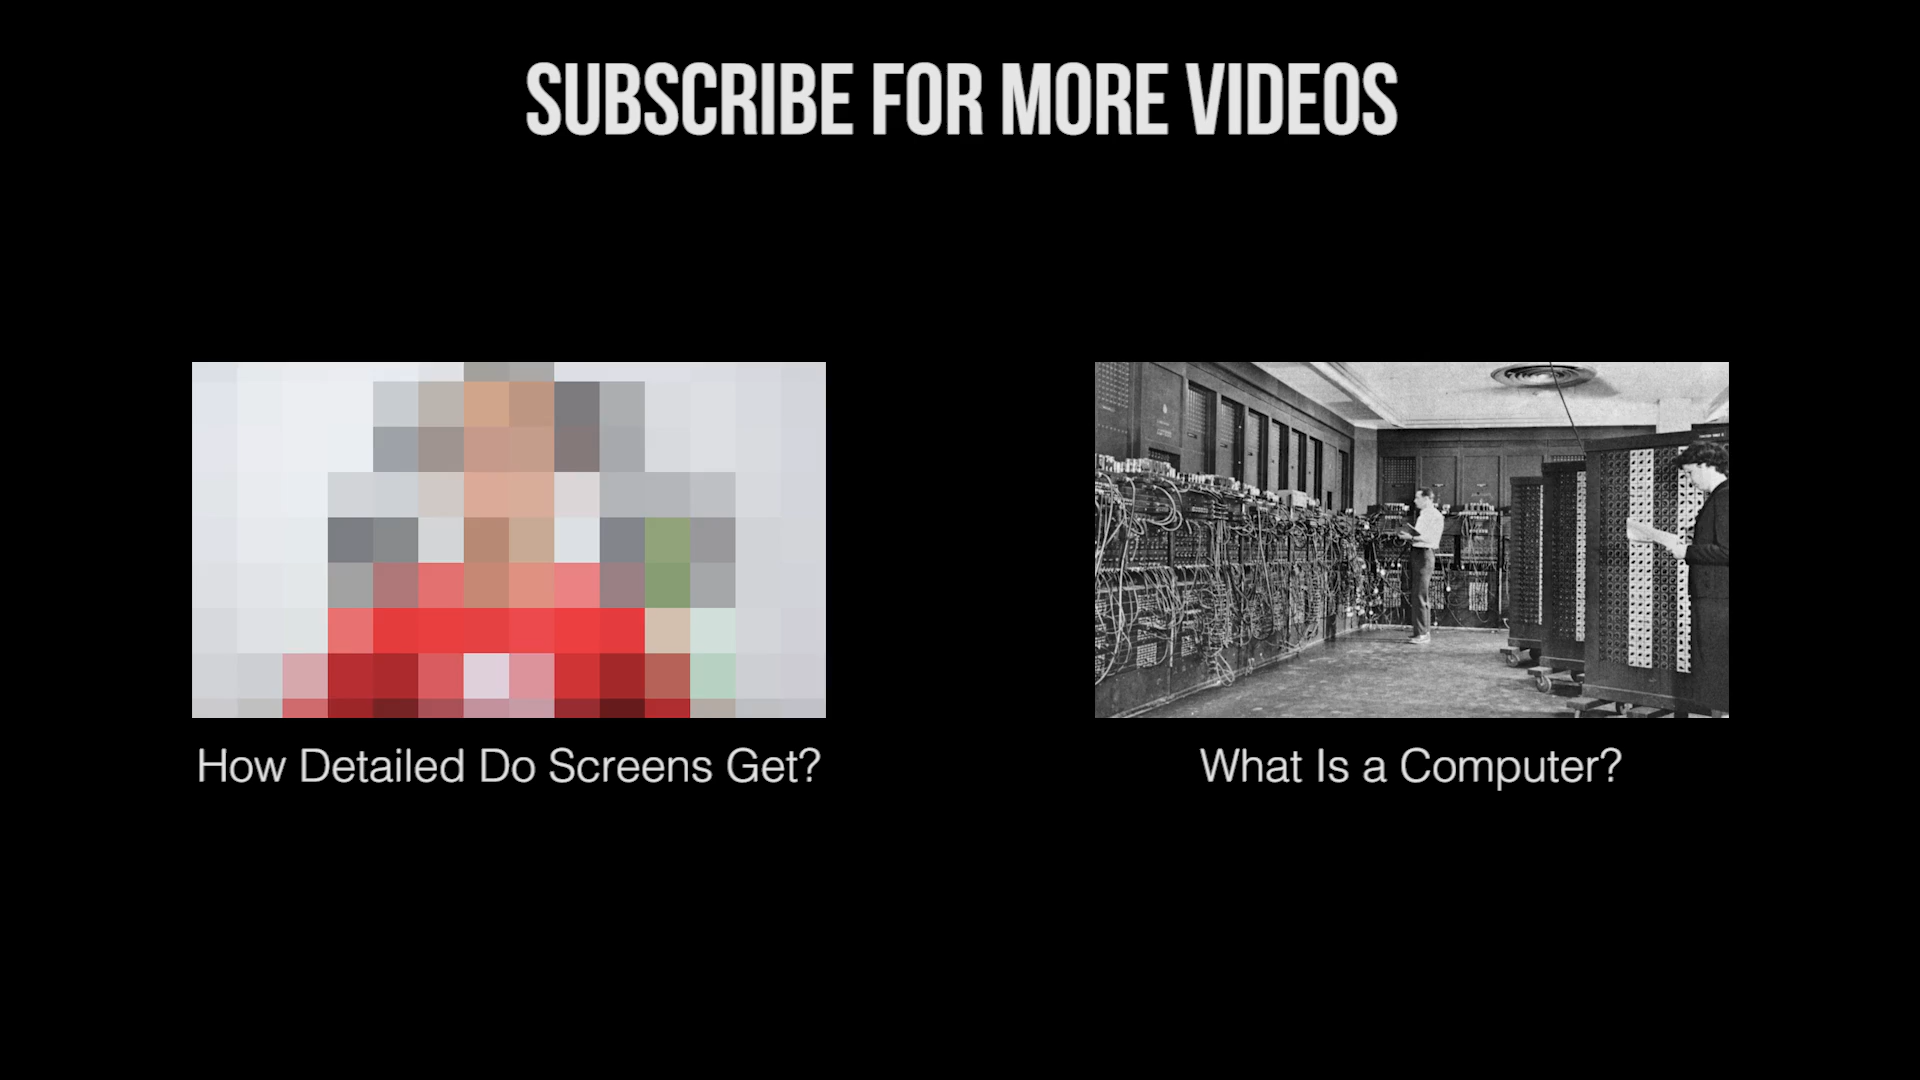 SUBSCRIBE FOR MORE VIDEOS
How Detailed Do Screens Get?
What Is a Computer?